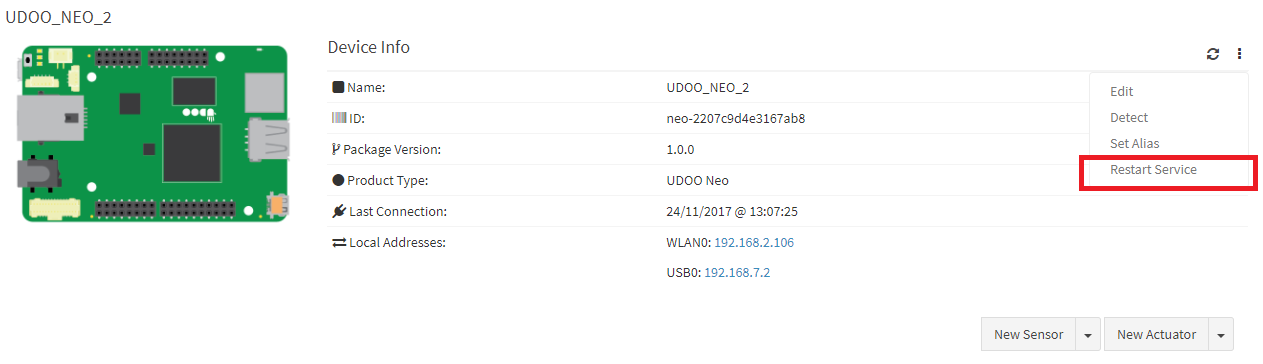 UDOO_NEO_2
Device Info
Name: UDOO_NEO_2
Edit
ID: neo-2207c9d4e3167ab8
Detect
Package Version: 1.0.0
Set Alias
Restart Service
Product Type: UDOO Neo
Last Connection: 24/11/2017 @ 13:07:25
Local Addresses: WLAN0: 192.168.2.106
USB0: 192.168.7.2
New Sensor New Actuator